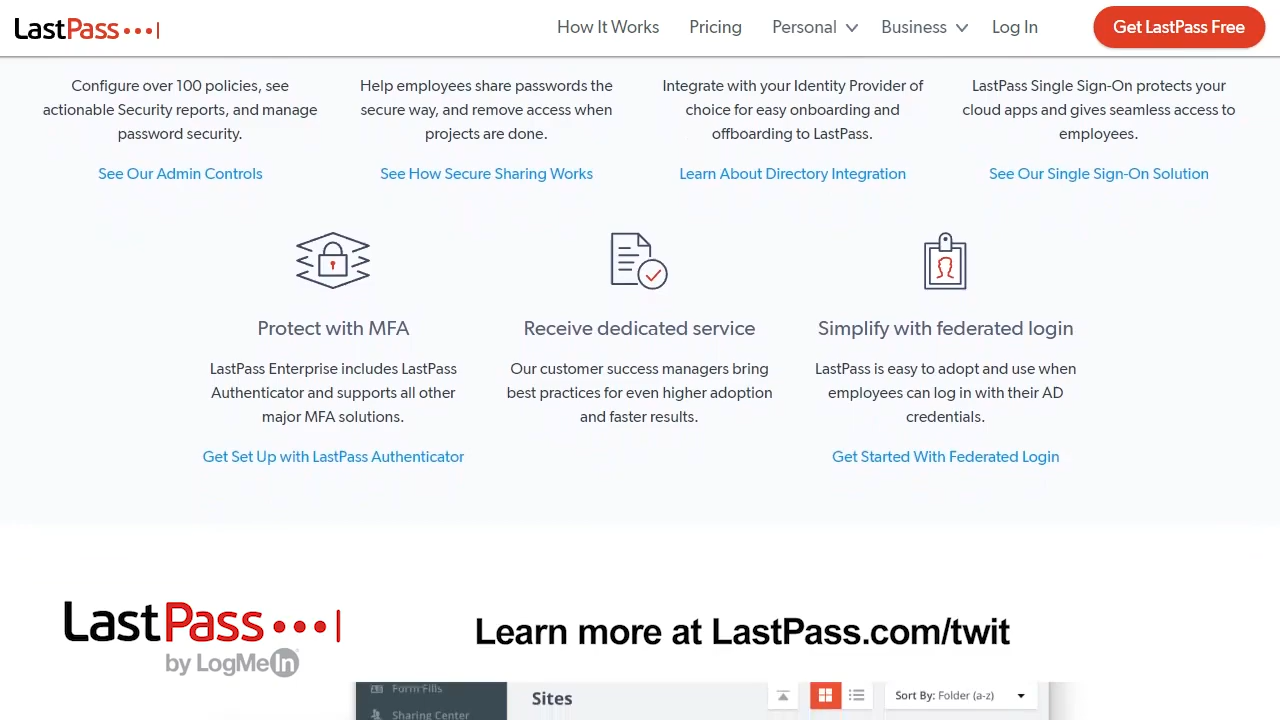 LastPass
How It Works
Pricing
Personal
Business
Log In
Get LastPass Free
Configure over 100 policies, see
actionable Security reports, and manage
password security.
See Our Admin Controls
Help employees share passwords the
secure way, and remove access when
projects are done.
See How Secure Sharing Works
Integrate with your Identity Provider of
choice for easy onboarding and
offboarding to LastPass.
Learn About Directory Integration
LastPass Single Sign-On protects your
cloud apps and gives seamless access to
employees.
See Our Single Sign-On Solution
Protect with MFA
LastPass Enterprise includes LastPass
Authenticator and supports all other
major MFA solutions.
Get Set Up with LastPass Authenticator
Receive dedicated service
Our customer success managers bring
best practices for even higher adoption
and faster results.
Simplify with federated login
LastPass is easy to adopt and use when
employees can log in with their AD
credentials.
Get Started With Federated Login
LastPass
by LogMeIn
Learn more at LastPass.com/twit
Form Fills
Sharing Center
Sites
Sort By: Folder (a-z)